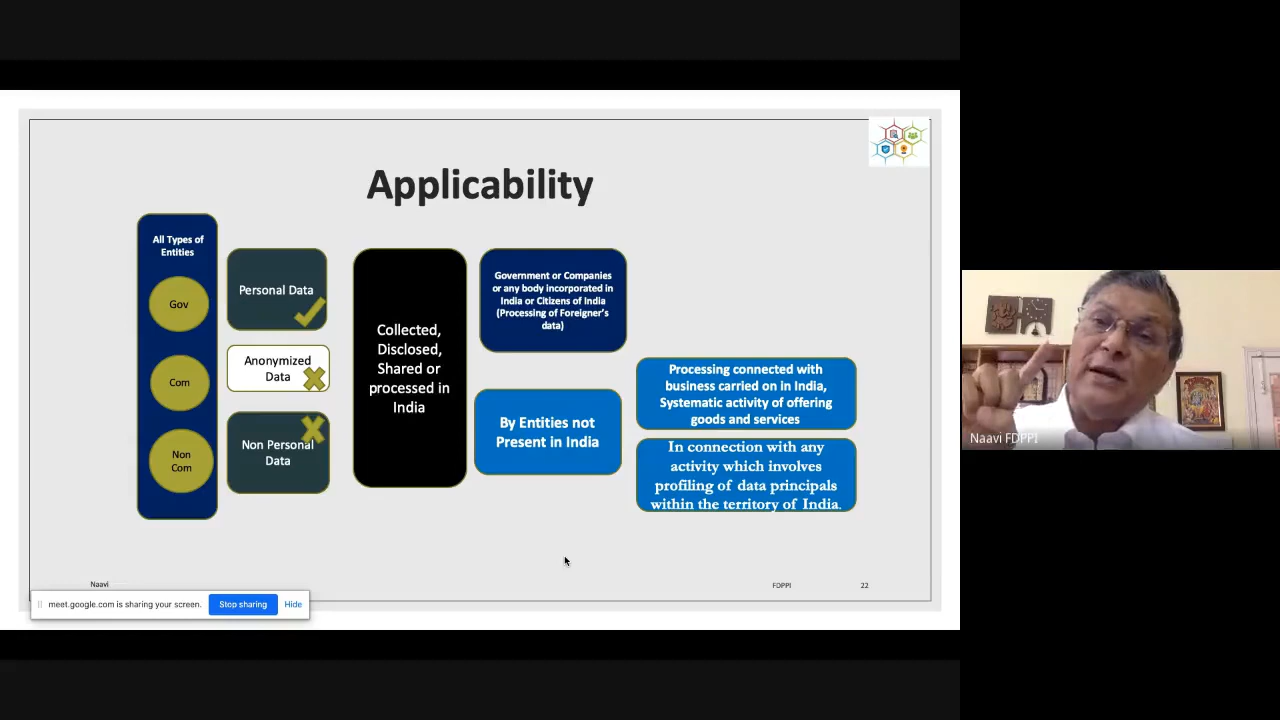 Applicability
All Types of
Entities
Gov
Com
Non
Com
Personal Data
Anonymized
Data
Non Personal
Data
Collected,
Disclosed,
Shared or
processed in
India
Government or Companies
or any body incorporated in
India or Citizens of India
(Processing of Foreigner's
data)
By Entities not
Present in India
Processing connected with
business carried on in India,
Systematic activity of offering
goods and services
In connection with any
activity which involves
profiling of data principals
within the territory of India.
Naavi
FDPPI
22
meet.google.com is sharing your screen.
Stop sharing
Hide
Naavi FDPPI